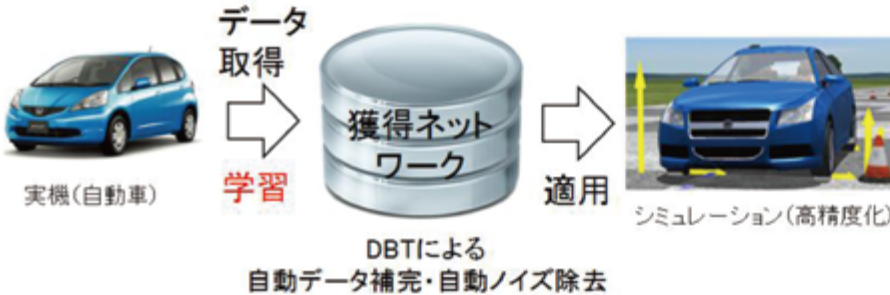 データ
取得
学習
実機(自動車)
獲得ネット
ワーク
DBTによる
自動データ補完・自動ノイズ除去
適用
シミュレーション(高精度化)